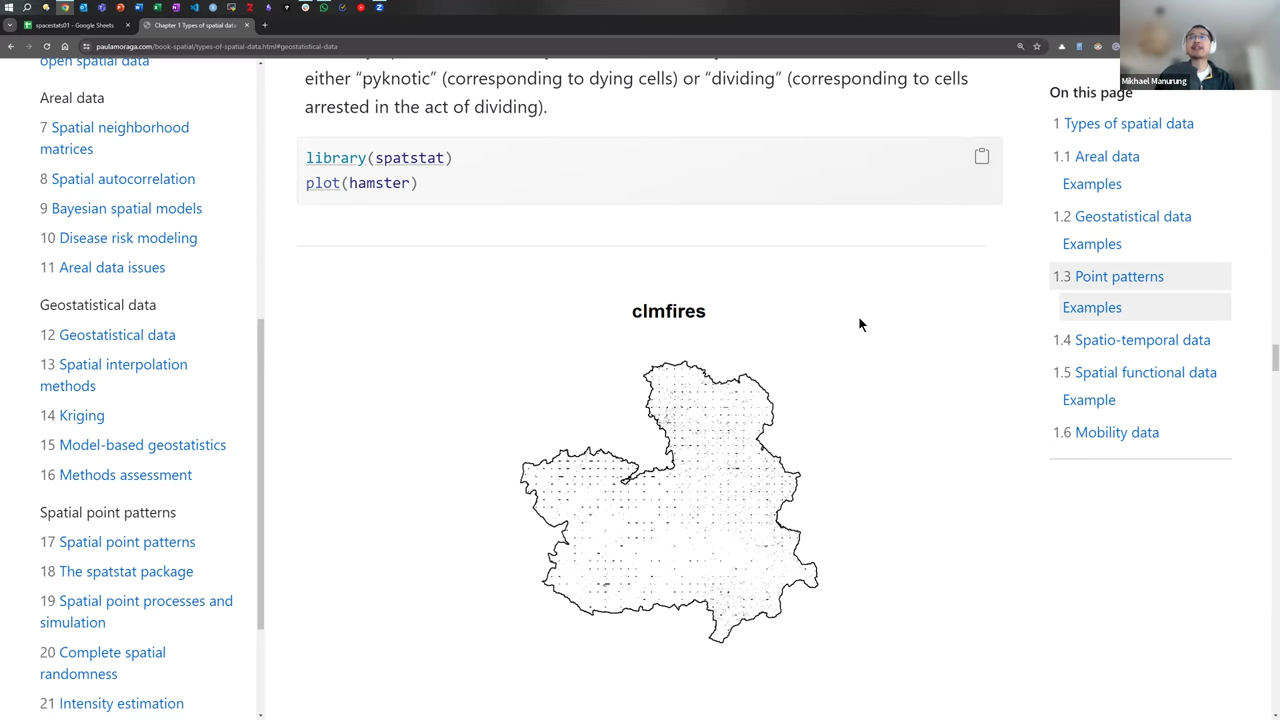 spacestats01 - Google Sheets
Chapter 1 Types of spatial data
paulamoraga.com/book-spatial/types-of-spatial-data.html#geostatistical-data
Mikhael Manurung
open spatial data
Areal data
7 Spatial neighborhood
matrices
8 Spatial autocorrelation
9 Bayesian spatial models
10 Disease risk modeling
11 Areal data issues
Geostatistical data
12 Geostatistical data
13 Spatial interpolation
methods
14 Kriging
15 Model-based geostatistics
16 Methods assessment
Spatial point patterns
17 Spatial point patterns
18 The spatstat package
19 Spatial point processes and
simulation
20 Complete spatial
randomness
21 Intensity estimation
either “pyknotic” (corresponding to dying cells) or “dividing” (corresponding to cells
arrested in the act of dividing).
library(spatstat)
plot(hamster)
clmfires
On this page
1 Types of spatial data
1.1 Areal data
Examples
1.2 Geostatistical data
Examples
1.3 Point patterns
Examples
1.4 Spatio-temporal data
1.5 Spatial functional data
Example
1.6 Mobility data